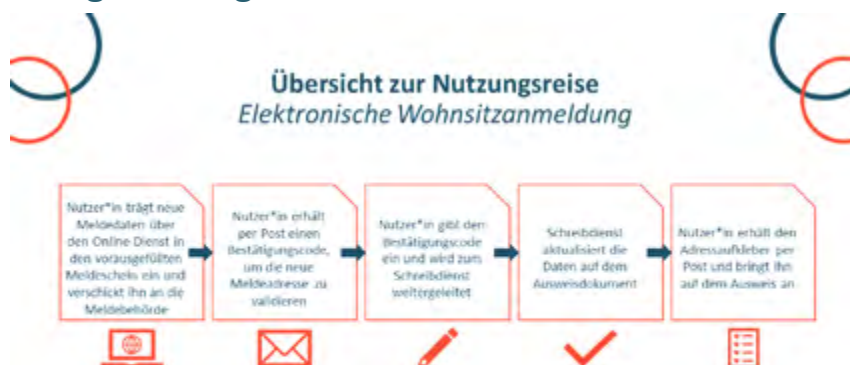 Übersicht zur Nutzungsreise
Elektronische Wohnsitzanmeldung
Nutzer*in trägt neue
Meldedaten über
den Online Dienst in
den vorausgefüllten
Meldeschein ein und
verschickt ihn an die
Meldebehörde
Nutzer*in erhält
per Post einen
Bestätigungscode,
um die neue
Meldeadresse zu
validieren
Nutzer*in gibt den
Bestätigungscode
ein und wird zum
Schreibdienst
weitergeleitet
Schreibdienst
aktualisiert die
Daten auf dem
Ausweisdokument
Nutzer*in erhält den
Adressaufkleber per
Post und bringt ihn
auf dem Ausweis an